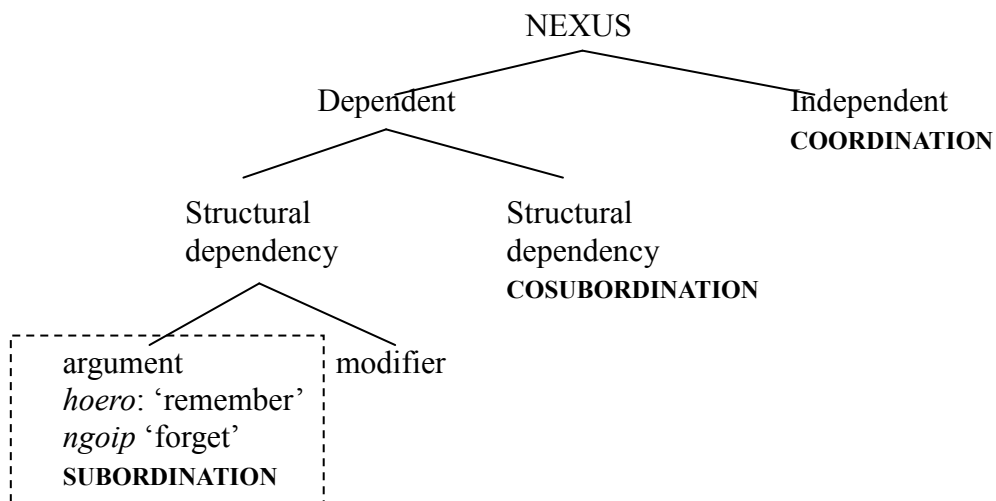 NEXUS
Dependent
Independent
COORDINATION
Structural
dependency
Structural
dependency
COSUBORDINATION
argument
hoero: ‘remember’
ngoip ‘forget’
SUBORDINATION
modifier